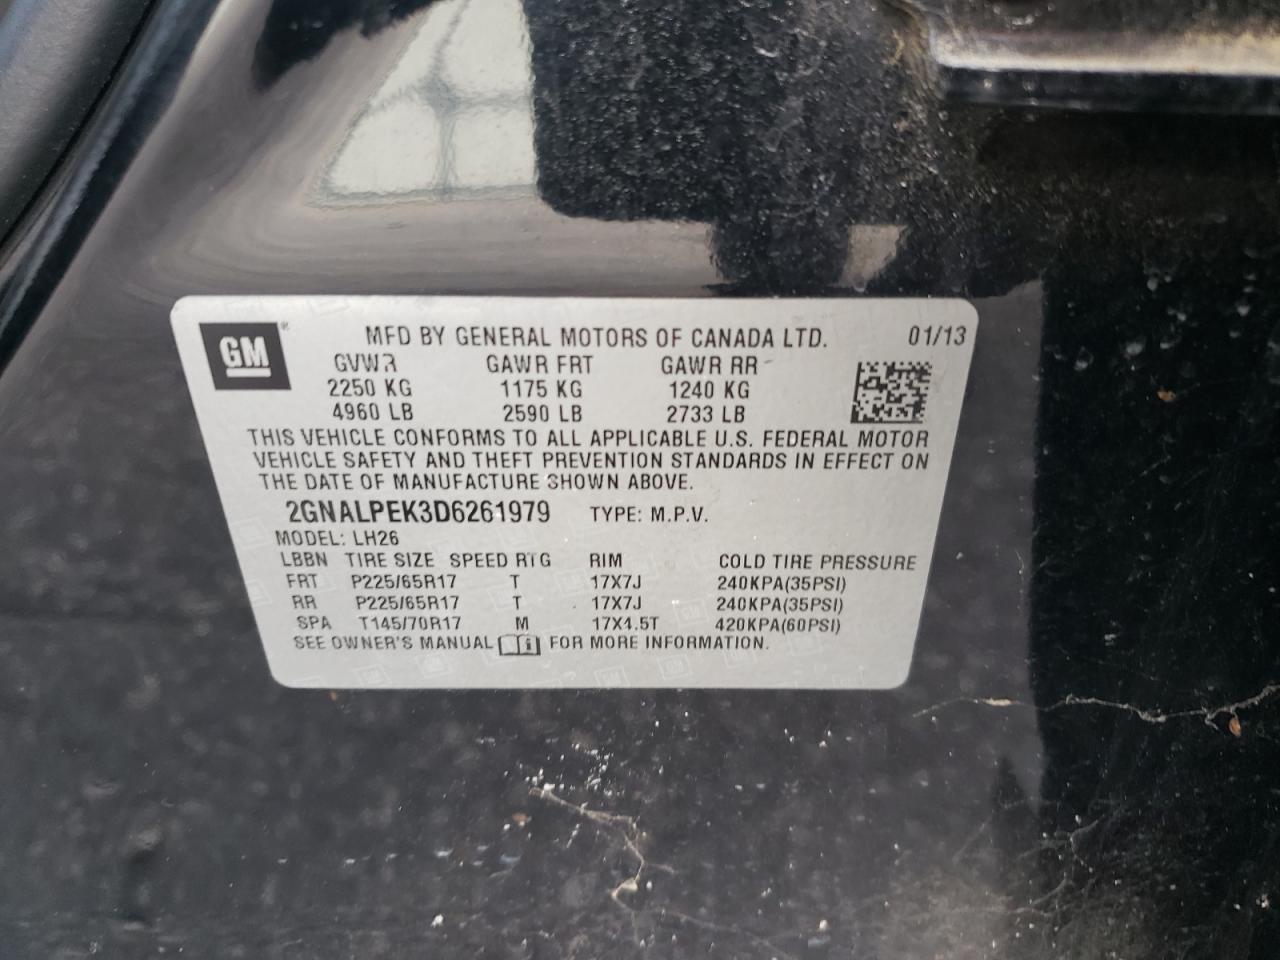 GM® MFD BY GENERAL MOTORS OF CANADA LTD. 01/13
GVWR GAWR FRT GAWR RR
2250 KG 1175 KG 1240 KG
4960 LB 2590 LB 2733 LB
THIS VEHICLE CONFORMS TO ALL APPLICABLE U.S. FEDERAL MOTOR
VEHICLE SAFETY AND THEFT PREVENTION STANDARDS IN EFFECT ON
THE DATE OF MANUFACTURE SHOWN ABOVE.
2GNALPEK3D6261979 TYPE: M.P.V.
MODEL: LH26
LBBN TIRE SIZE SPEED RTG RIM COLD TIRE PRESSURE
FRT P225/65R17 T 17X7J 240KPA(35PSI)
RR P225/65R17 T 17X7J 240KPA(35PSI)
SPA T145/70R17 M 17X4.5T 420KPA(60PSI)
SEE OWNER'S MANUAL i FOR MORE INFORMATION.